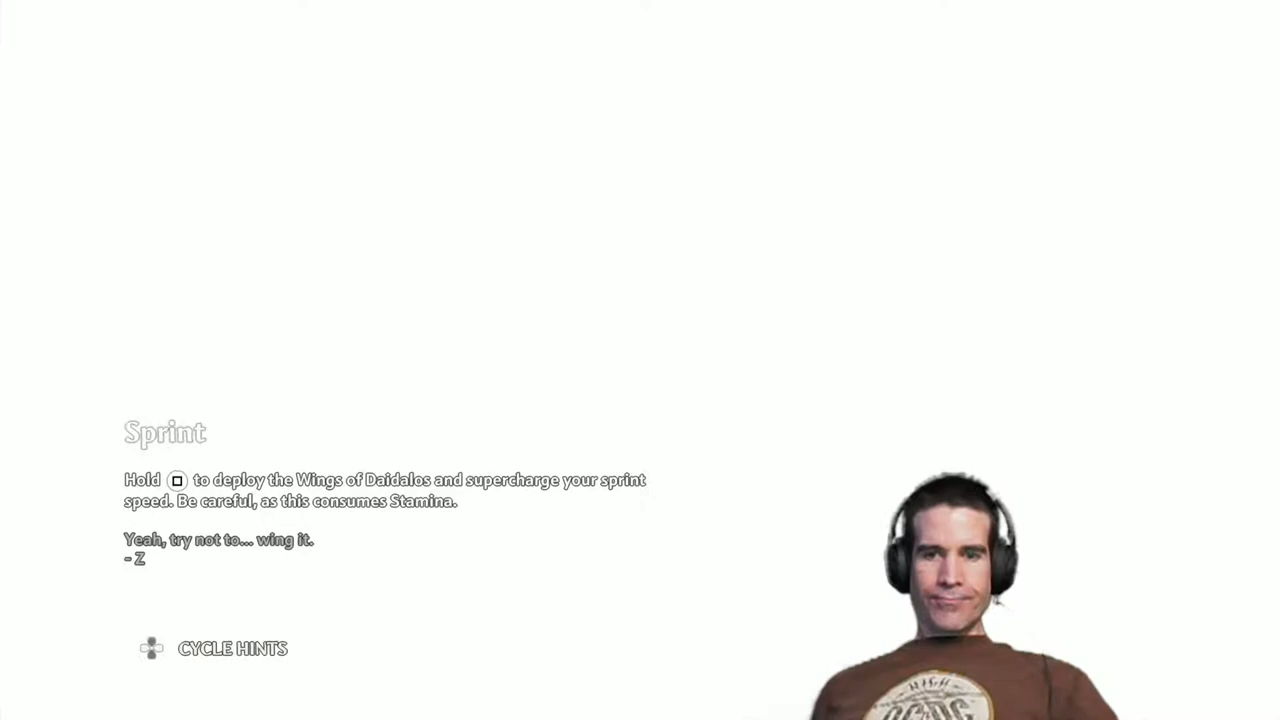 Sprint
Hold to deploy the Wings of Daidalos and supercharge your sprint
speed. Be careful, as this consumes Stamina.
Yeah, try not to... wing it.
- Z
CYCLE HINTS
HIGH